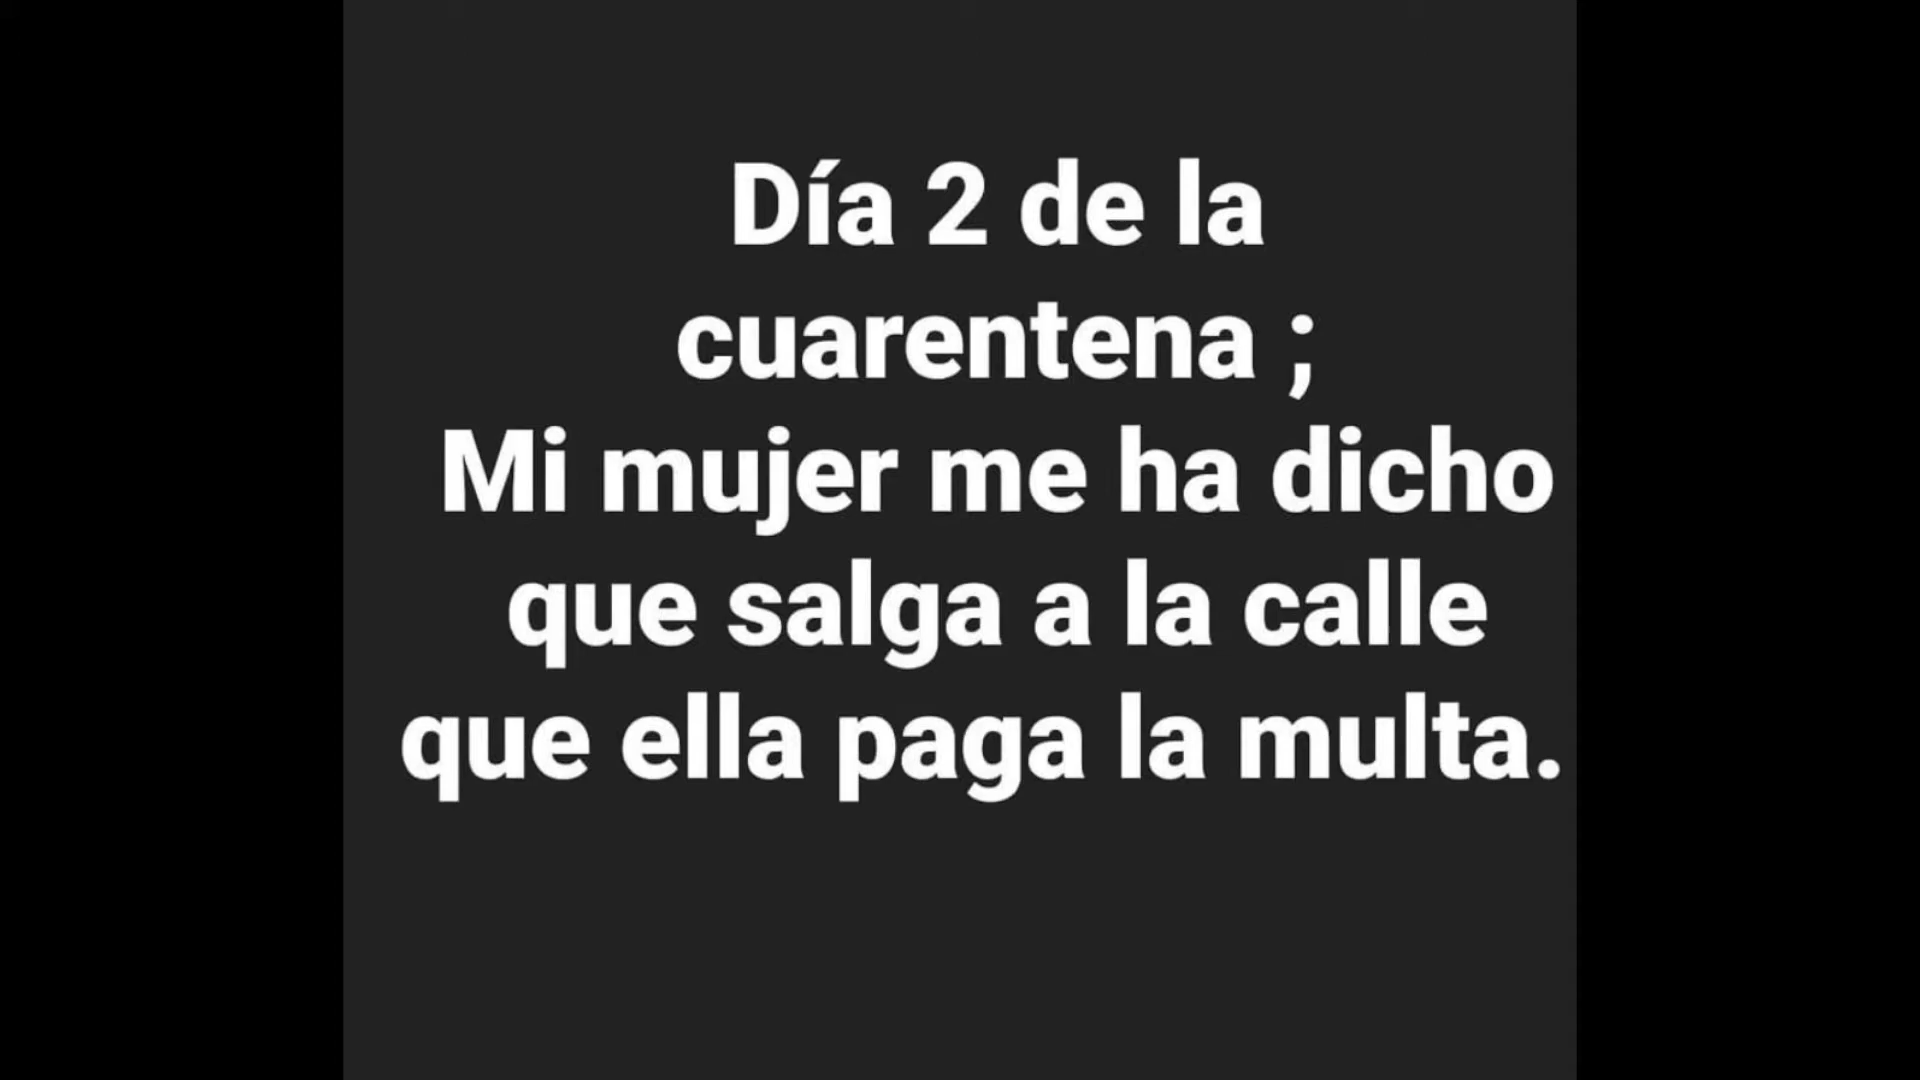 Día 2 de la
cuarentena ;
Mi mujer me ha dicho
que salga a la calle
que ella paga la multa.